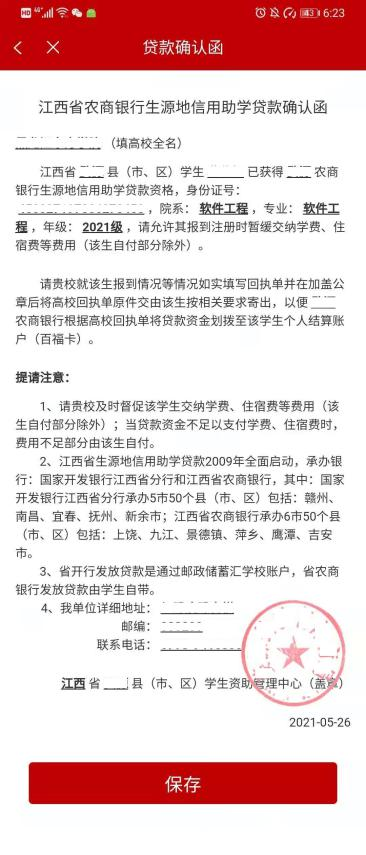 HD 4G 43 6:23
贷款确认函
江西省农商银行生源地信用助学贷款确认函
（填高校全名）
江西省 县（市、区）学生 已获得 农商
银行生源地信用助学贷款资格，身份证号：
，院系： 软件工程 ，专业： 软件工
程 ，年级： 2021级 ，请允许其报到注册时暂缓交纳学费、住
宿费等费用（该生自付部分除外）。
请贵校就该生报到情况等情况如实填写回执单并在加盖公
章后将高校回执单原件交由该生按相关要求寄出，以便
农商银行根据高校回执单将贷款资金划拨至该学生个人结算账
户（百福卡）。
提请注意：
1、请贵校及时督促该学生交纳学费、住宿费等费用（该
生自付部分除外）；当贷款资金不足以支付学费、住宿费时，
费用不足部分由该生自付。
2、江西省生源地信用助学贷款2009年全面启动，承办银
行：国家开发银行江西省分行和江西省农商银行，其中：国家
开发银行江西省分行承办5市50个县（市、区）包括：赣州、
南昌、宜春、抚州、新余市；江西省农商银行承办6市50个县
（市、区）包括：上饶、九江、景德镇、萍乡、鹰潭、吉安
市。
3、省开行发放贷款是通过邮政储蓄汇学校账户，省农商
银行发放贷款由学生自带。
4、我单位详细地址：
邮编：
联系电话：
江西 省 县（市、区）学生资助管理中心（盖章）
2021-05-26
保存